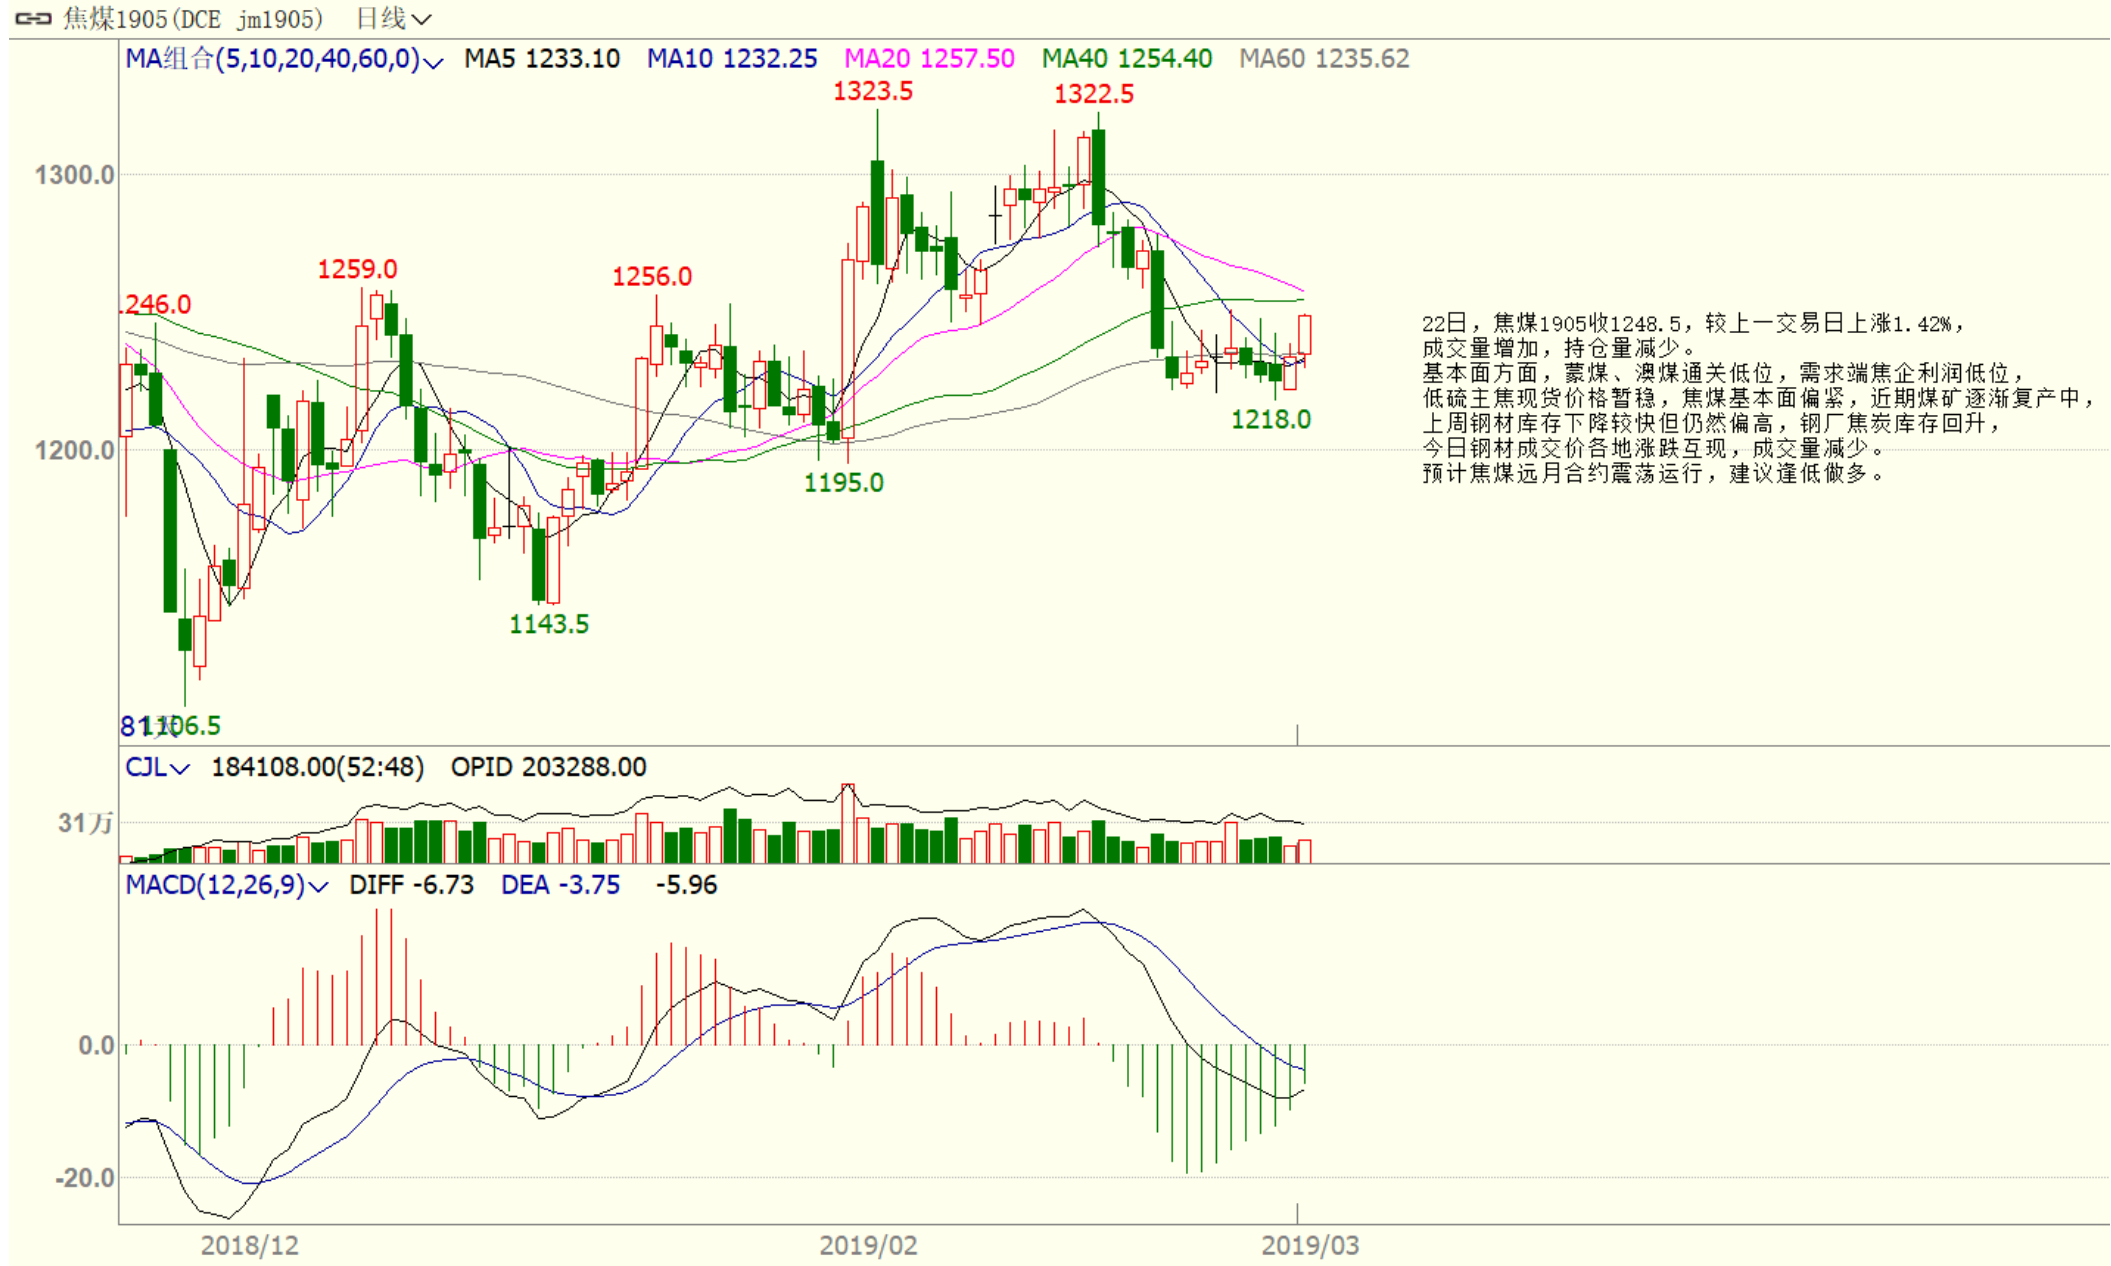 焦煤1905(DCE jm1905) 日线
MA组合(5,10,20,40,60,0) MA5 1233.10 MA10 1232.25 MA20 1257.50 MA40 1254.40 MA60 1235.62
1323.5
1322.5
1300.0
1259.0
1256.0
1246.0
22日，焦煤1905收1248.5，较上一交易日上涨1.42%，
成交量增加，持仓量减少。
基本面方面，蒙煤、澳煤通关低位，需求端焦企利润低位，
低硫主焦现货价格暂稳，焦煤基本面偏紧，近期煤矿逐渐复产中，
上周钢材库存下降较快但仍然偏高，钢厂焦炭库存回升，
今日钢材成交价各地涨跌互现，成交量减少。
预计焦煤远月合约震荡运行，建议逢低做多。
1218.0
1200.0
1195.0
1143.5
81天
1106.5
CJL 184108.00(52:48) OPID 203288.00
31万
MACD(12,26,9) DIFF -6.73 DEA -3.75 -5.96
0.0
-20.0
2018/12 2019/02 2019/03